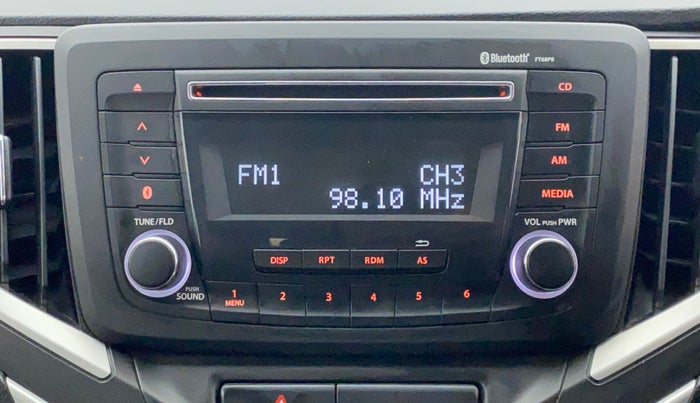 Bluetooth® FT68PD
CD
FM
AM
MEDIA
FM1 CH3
98.10 MHz
TUNE/FLD
VOL PUSH PWR
DISP RPT RDM AS
PUSH
SOUND
1 2 3 4 5 6
MENU